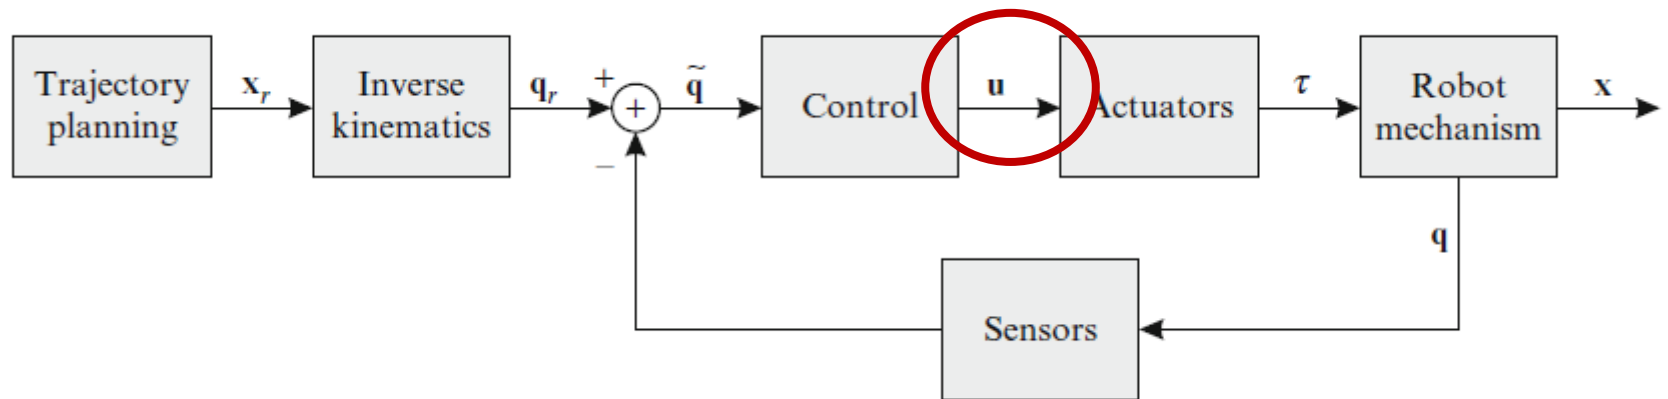 Trajectory
planning
x_r
Inverse
kinematics
q_r
+
+
−
q̃
Control
u
Actuators
τ
Robot
mechanism
x
q
Sensors